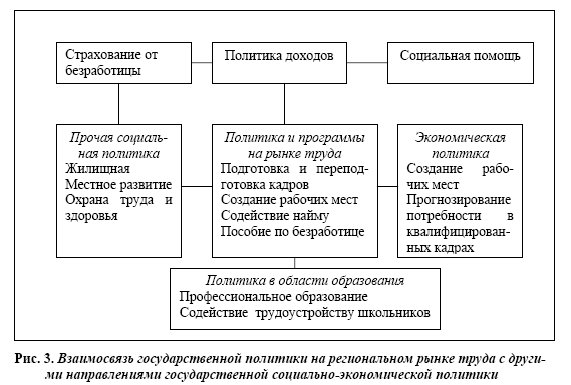 Страхование от
безработицы
Политика доходов
Социальная помощь
Прочая социаль-
ная политика
Жилищная
Местное развитие
Охрана труда и
здоровья
Политика и программы
на рынке труда
Подготовка и перепод-
готовка кадров
Создание рабочих мест
Содействие найму
Пособие по безработице
Экономическая
политика
Создание рабо-
чих мест
Прогнозирование
потребности в
квалифицирован-
ных кадрах
Политика в области образования
Профессиональное образование
Содействие трудоустройству школьников
Рис. 3. Взаимосвязь государственной политики на региональном рынке труда с други-
ми направлениями государственной социально-экономической политики